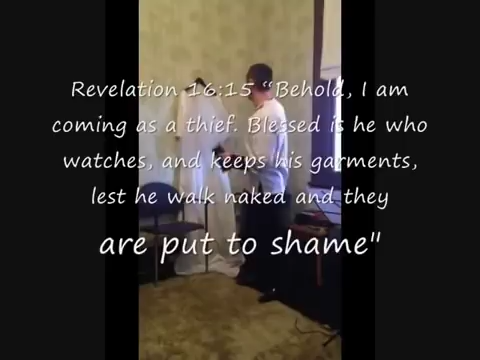 Revelation 16:15 “Behold, I am
coming as a thief. Blessed is he who
watches, and keeps his garments,
lest he walk naked and they
are put to shame"